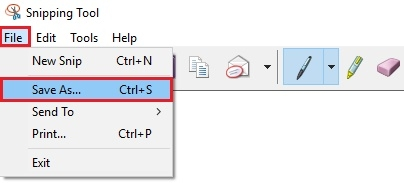 Snipping Tool
File Edit Tools Help
New Snip Ctrl+N
Save As... Ctrl+S
Send To
Print... Ctrl+P
Exit